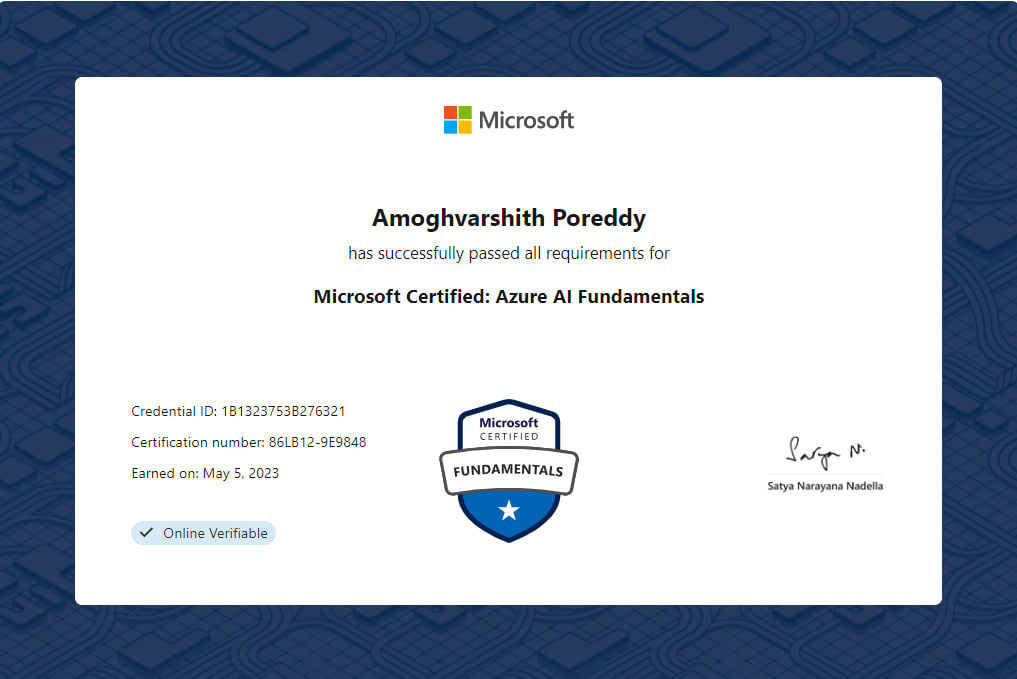 Microsoft
Amoghvarshith Poreddy
has successfully passed all requirements for
Microsoft Certified: Azure AI Fundamentals
Credential ID: 1B1323753B276321
Certification number: 86LB12-9E9848
Earned on: May 5, 2023
Online Verifiable
Microsoft
CERTIFIED
FUNDAMENTALS
Satya N.
Satya Narayana Nadella